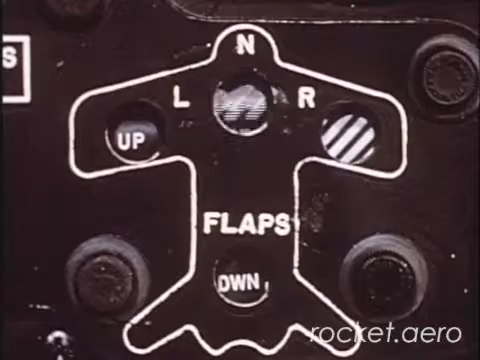 S
N
L R
UP
FLAPS
DWN
rocket.aero